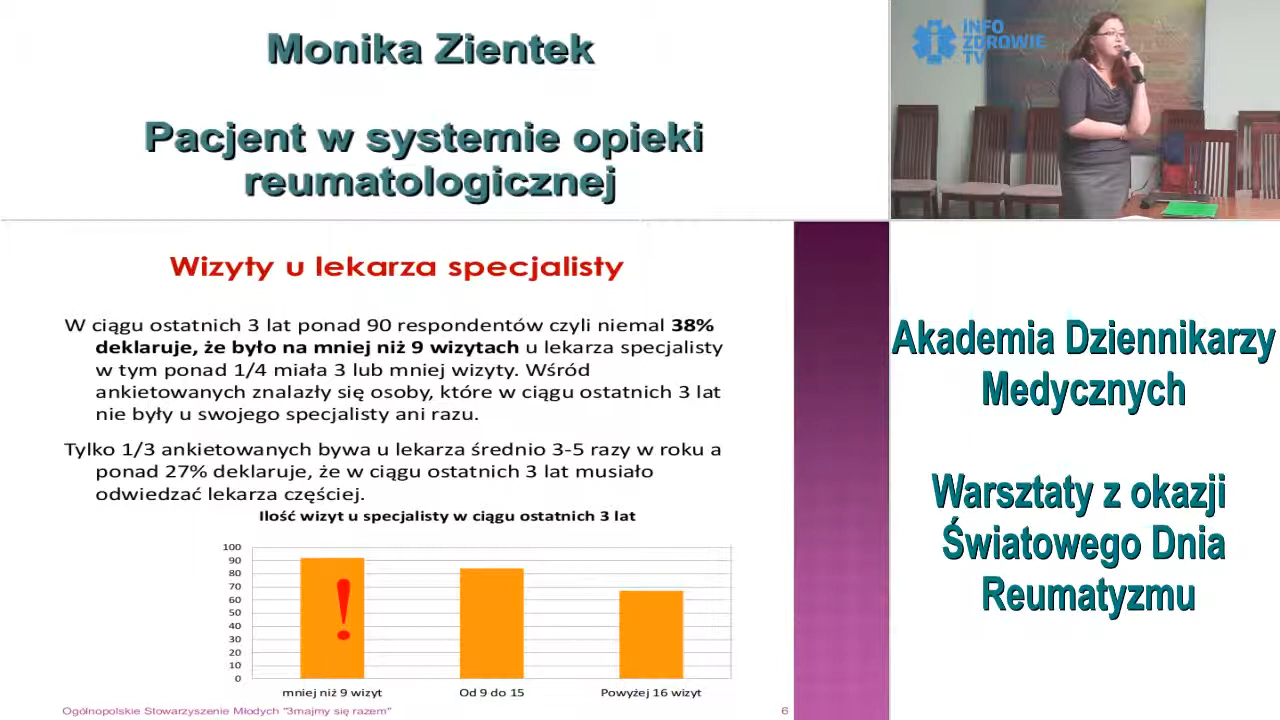 Monika Zientek
Pacjent w systemie opieki
reumatologicznej
INFO
ZDROWIE
TV
Wizyty u lekarza specjalisty
W ciągu ostatnich 3 lat ponad 90 respondentów czyli niemal 38%
deklaruje, że było na mniej niż 9 wizytach u lekarza specjalisty
w tym ponad 1/4 miała 3 lub mniej wizyty. Wśród
ankietowanych znalazły się osoby, które w ciągu ostatnich 3 lat
nie były u swojego specjalisty ani razu.
Tylko 1/3 ankietowanych bywa u lekarza średnio 3-5 razy w roku a
ponad 27% deklaruje, że w ciągu ostatnich 3 lat musiało
odwiedzać lekarza częściej.
Ilość wizyt u specjalisty w ciągu ostatnich 3 lat
100
90
80
70
60
50
40
30
20
10
0
!
mniej niż 9 wizyt Od 9 do 15 Powyżej 16 wizyt
Ogólnopolskie Stowarzyszenie Młodych "3majmy się razem" 6
Akademia Dziennikarzy
Medycznych
Warsztaty z okazji
Światowego Dnia
Reumatyzmu